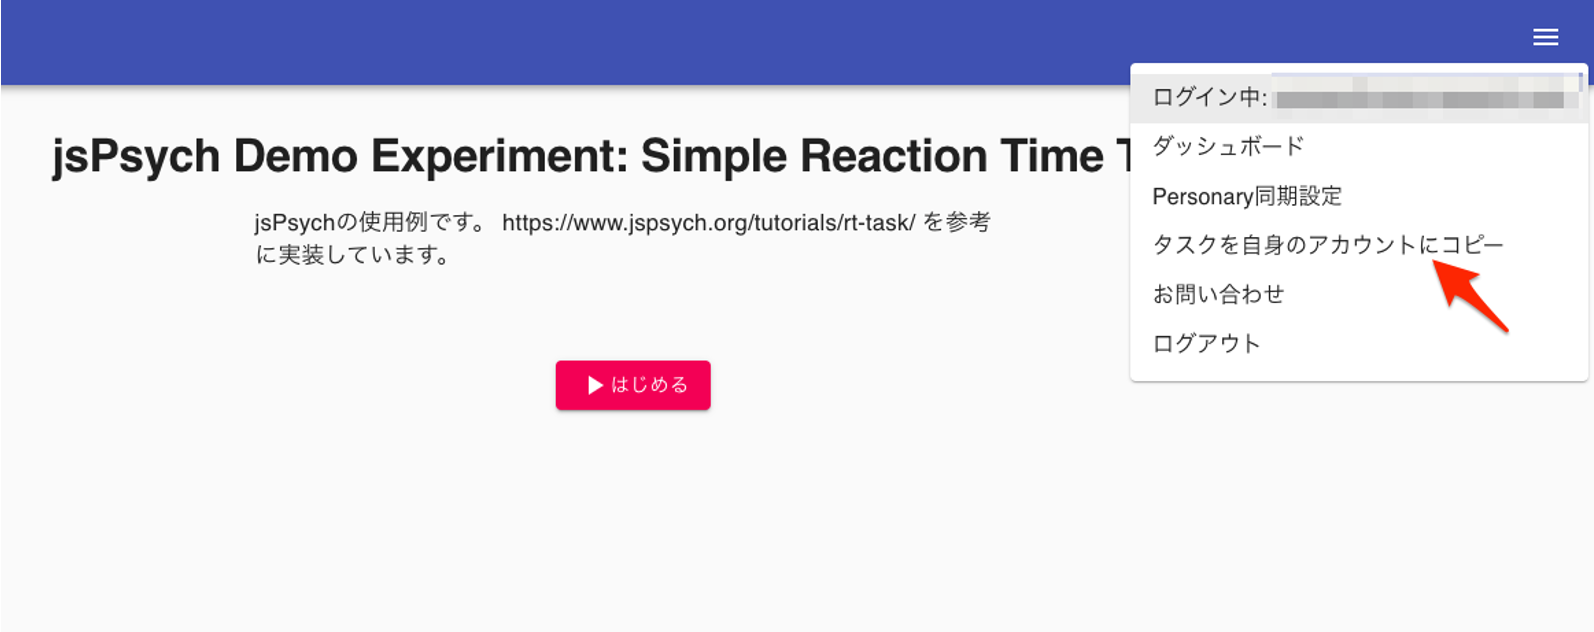 ログイン中:
jsPsych Demo Experiment: Simple Reaction Time
ダッシュボード
Personary同期設定
タスクを自身のアカウントにコピー
お問い合わせ
ログアウト
jsPsychの使用例です。 https://www.jspsych.org/tutorials/rt-task/ を参考
に実装しています。
はじめる